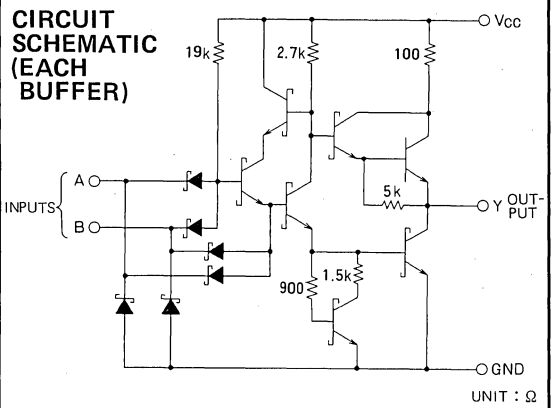 CIRCUIT
SCHEMATIC
(EACH
BUFFER)
Vcc
19k
2.7k
100
A
INPUTS
B
5k
Y OUT-
PUT
900
1.5k
GND
UNIT : Ω